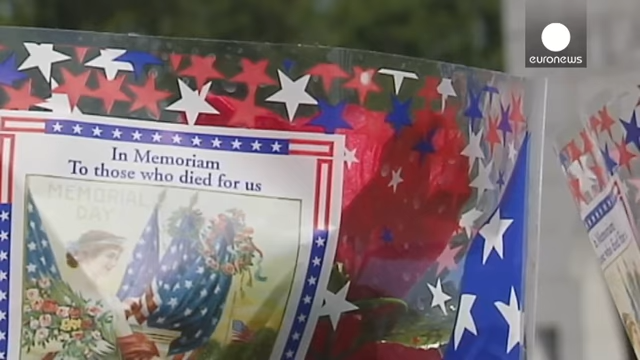 euronews
In Memoriam
To those who died for us
MEMORIAL
DAY